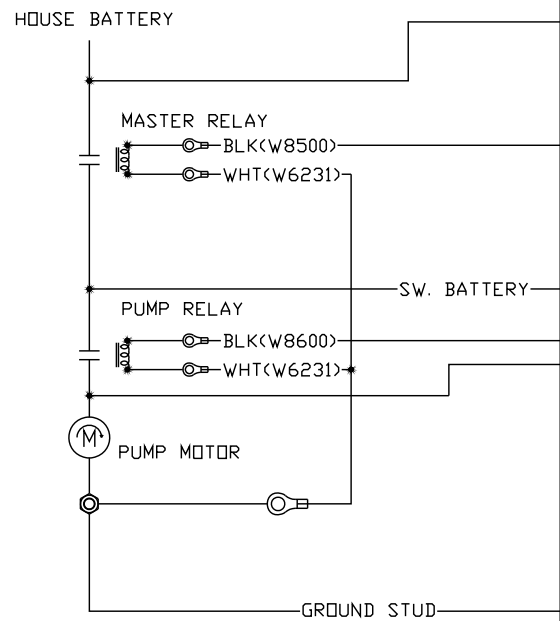 HOUSE BATTERY
MASTER RELAY
BLK(W8500)
WHT(W6231)
SW. BATTERY
PUMP RELAY
BLK(W8600)
WHT(W6231)
M
PUMP MOTOR
GROUND STUD